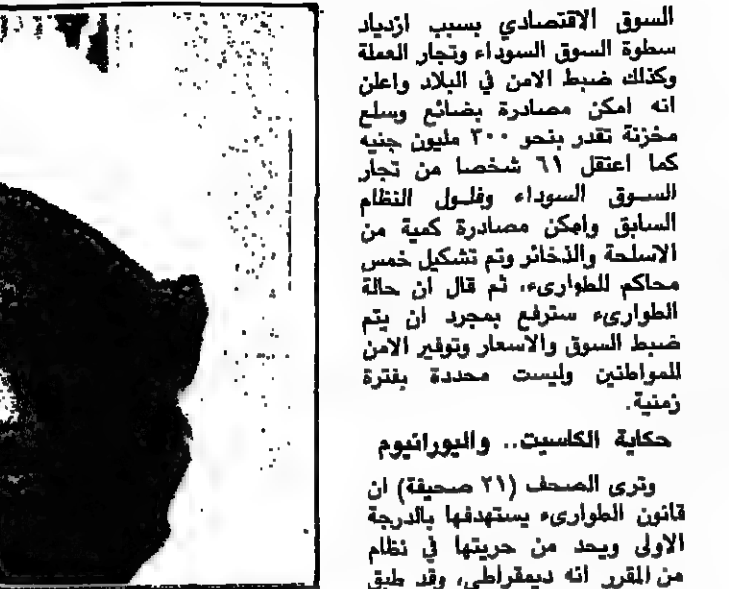 السوق الاقتصادي بسبب ازدياد
سطوة السوق السوداء وتجار العملة
وكذلك ضبط الامن في البلاد واعلن
انه امكن مصادرة بضائع وسلع
مخزنة تقدر بنحو ٣٠٠ مليون جنيه
كما اعتقل ٦١ شخصا من تجار
الســوق السوداء وفلــول النظام
السابق وامكن مصادرة كمية من
الاسلحة والذخائر وتم تشكيل خمس
محاكم للطوارىء، ثم قال ان حالة
الطوارىء سترفع بمجرد ان يتم
ضبط السوق والاسعار وتوفير الامن
للمواطنين وليست محددة بفترة
زمنية.
حكاية الكاسيت.. واليورانيوم
وترى الصحف (٢١ صحيفة) ان
قانون الطوارىء يستهدفها بالدرجة
الاولى ويحد من حريتها في نظام
من المقرر انه ديمقراطي، وقد طبق